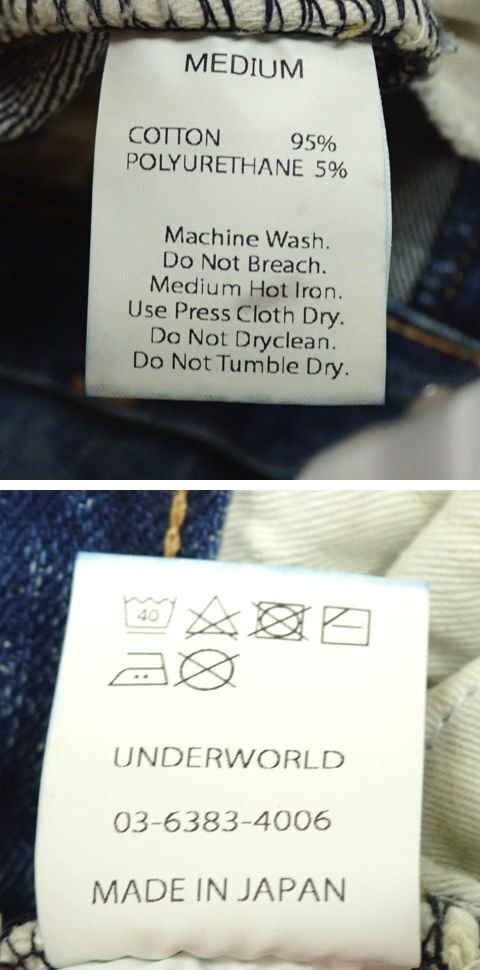 MEDIUM
COTTON 95%
POLYURETHANE 5%
Machine Wash.
Do Not Breach.
Medium Hot Iron.
Use Press Cloth Dry.
Do Not Dryclean.
Do Not Tumble Dry.
40
UNDERWORLD
03-6383-4006
MADE IN JAPAN